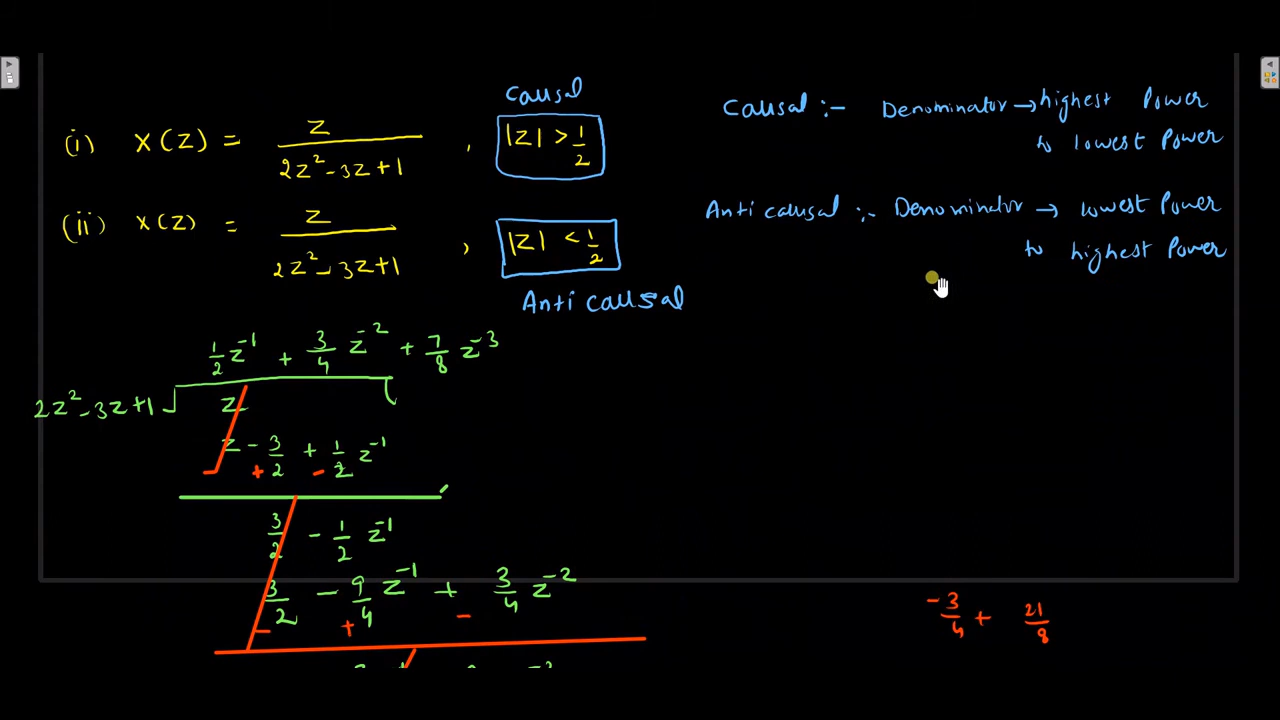 Causal
(i) X(Z) = z / 2z² - 3z + 1 , |Z| > 1/2
(ii) X(Z) = z / 2z² - 3z + 1 , |Z| < 1/2
Anti causal
Causal :- Denominator → highest Power
to lowest Power
Anti causal :- Denominator → lowest Power
to highest Power
1/2 z⁻¹ + 3/4 z⁻² + 7/8 z⁻³
2z² - 3z + 1 √ z
z - 3/2 + 1/2 z⁻¹
- + -
3/2 - 1/2 z⁻¹
3/2 - 9/4 z⁻¹ + 3/4 z⁻²
- + -
-3/4 + 21/8